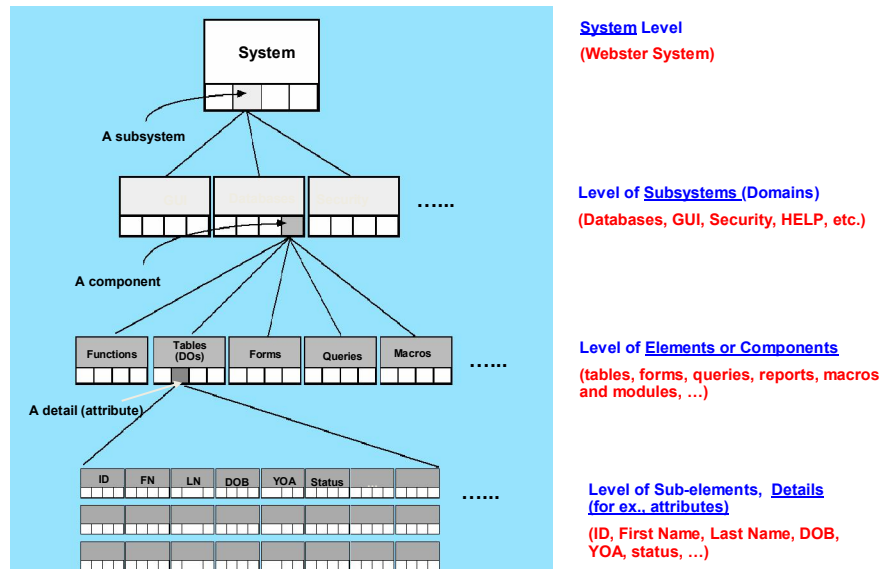 System
System Level
(Webster System)
A subsystem
......
Level of Subsystems (Domains)
(Databases, GUI, Security, HELP, etc.)
A component
Functions
Tables
(DOs)
Forms
Queries
Macros
......
Level of Elements or Components
(tables, forms, queries, reports, macros
and modules, …)
A detail (attribute)
ID
FN
LN
DOB
YOA
Status
...
......
Level of Sub-elements, Details
(for ex., attributes)
(ID, First Name, Last Name, DOB,
YOA, status, …)